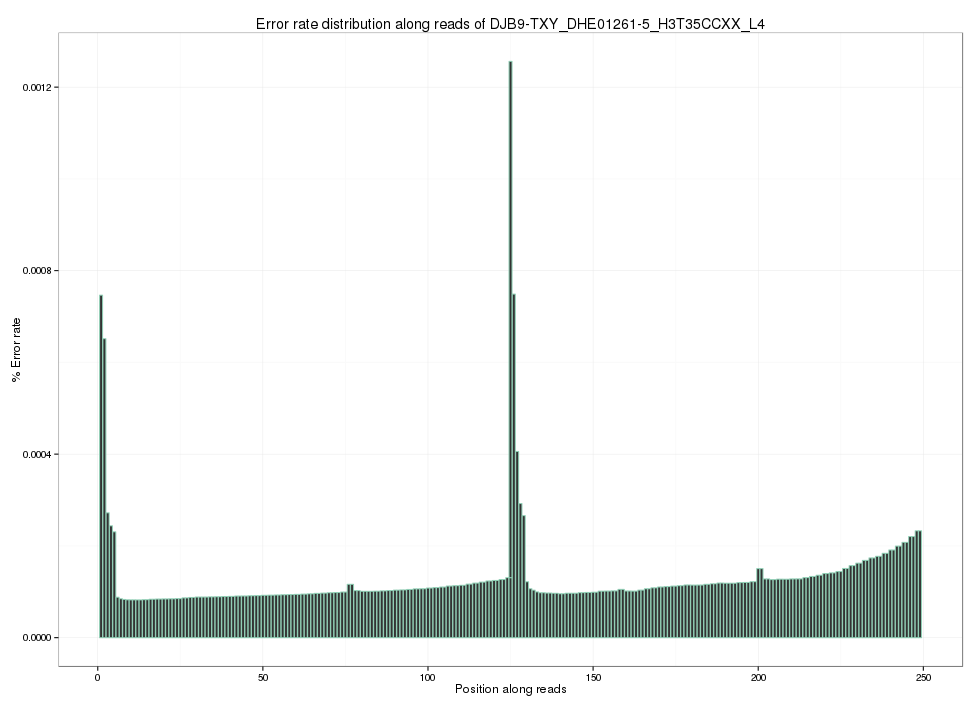 Error rate distribution along reads of DJB9-TXY_DHE01261-5_H3T35CCXX_L4
0.0012
0.0008
% Error rate
0.0004
0.0000
0 50 100 150 200 250
Position along reads